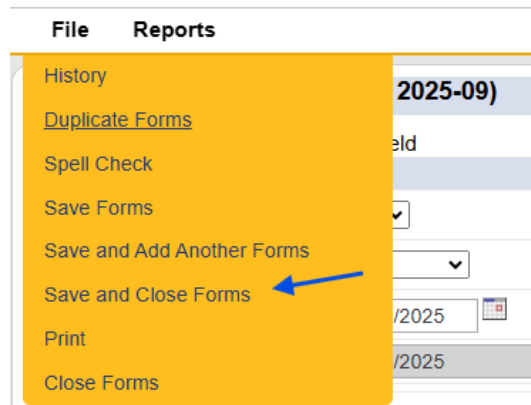 File Reports
History
2025-09)
Duplicate Forms
eld
Spell Check
Save Forms
Save and Add Another Forms
Save and Close Forms
/2025
Print
/2025
Close Forms